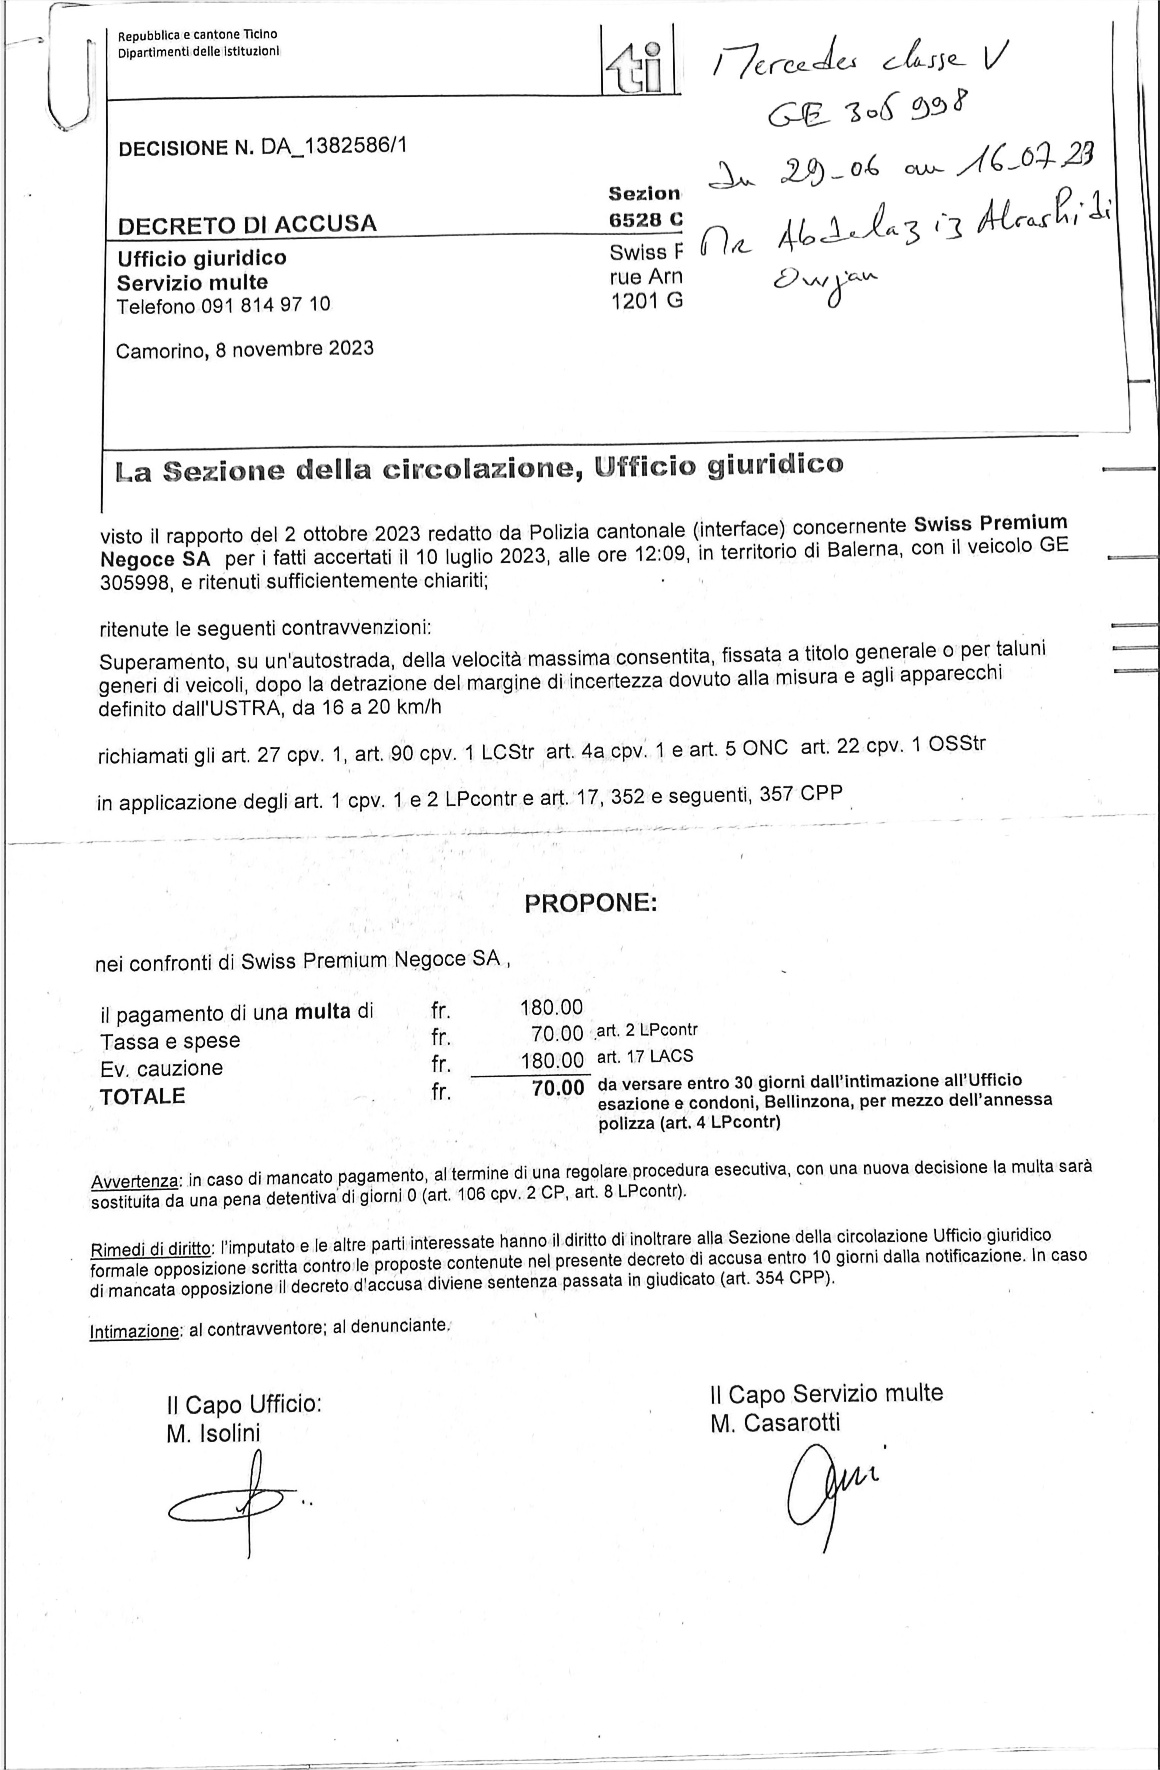 Repubblica e cantone Ticino
Dipartimenti delle istituzioni
ti
Mercedes classe V
GE 305 998
Du 29-06 au 16-07 23
Mr Abdelaziz Alrashidi
DECISIONE N. DA_1382586/1
DECRETO DI ACCUSA
Ufficio giuridico
Servizio multe
Telefono 091 814 97 10
Camorino, 8 novembre 2023
Sezion
6528 C
Swiss F
rue Arn
1201 G
La Sezione della circolazione, Ufficio giuridico
visto il rapporto del 2 ottobre 2023 redatto da Polizia cantonale (interface) concernente Swiss Premium
Negoce SA per i fatti accertati il 10 luglio 2023, alle ore 12:09, in territorio di Balerna, con il veicolo GE
305998, e ritenuti sufficientemente chiariti;
ritenute le seguenti contravvenzioni:
Superamento, su un'autostrada, della velocità massima consentita, fissata a titolo generale o per taluni
generi di veicoli, dopo la detrazione del margine di incertezza dovuto alla misura e agli apparecchi
definito dall'USTRA, da 16 a 20 km/h
richiamati gli art. 27 cpv. 1, art. 90 cpv. 1 LCStr art. 4a cpv. 1 e art. 5 ONC art. 22 cpv. 1 OSStr
in applicazione degli art. 1 cpv. 1 e 2 LPcontr e art. 17, 352 e seguenti, 357 CPP
PROPONE:
nei confronti di Swiss Premium Negoce SA ,
il pagamento di una multa di fr. 180.00
Tassa e spese fr. 70.00 art. 2 LPcontr
Ev. cauzione fr. 180.00 art. 17 LACS
TOTALE fr. 70.00 da versare entro 30 giorni dall'intimazione all'Ufficio
esazione e condoni, Bellinzona, per mezzo dell'annessa
polizza (art. 4 LPcontr)
Avvertenza: in caso di mancato pagamento, al termine di una regolare procedura esecutiva, con una nuova decisione la multa sarà
sostituita da una pena detentiva di giorni 0 (art. 106 cpv. 2 CP, art. 8 LPcontr).
Rimedi di diritto: l'imputato e le altre parti interessate hanno il diritto di inoltrare alla Sezione della circolazione Ufficio giuridico
formale opposizione scritta contro le proposte contenute nel presente decreto di accusa entro 10 giorni dalla notificazione. In caso
di mancata opposizione il decreto d'accusa diviene sentenza passata in giudicato (art. 354 CPP).
Intimazione: al contravventore; al denunciante.
Il Capo Ufficio:
M. Isolini
Il Capo Servizio multe
M. Casarotti